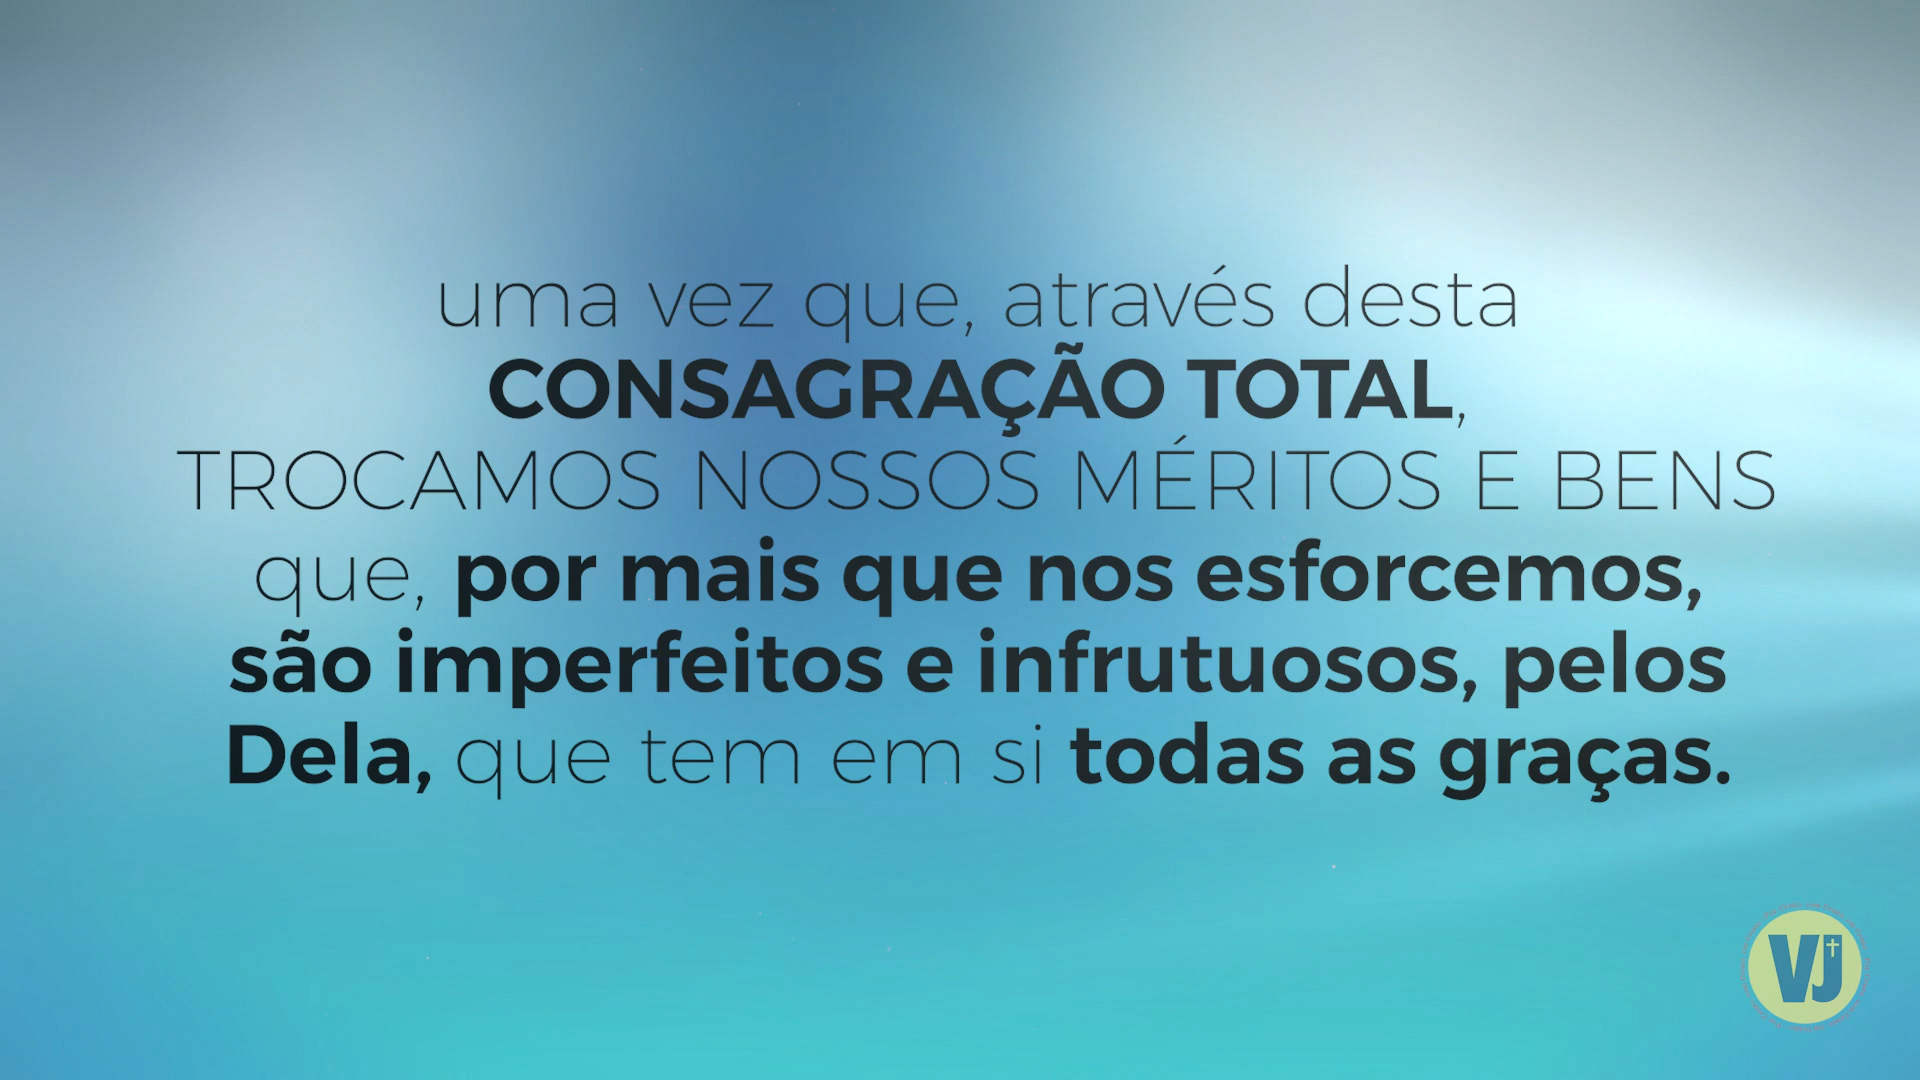 uma vez que, através desta
CONSAGRAÇÃO TOTAL,
TROCAMOS NOSSOS MÉRITOS E BENS
que, por mais que nos esforcemos,
são imperfeitos e infrutuosos, pelos
Dela, que tem em si todas as graças.
VJ